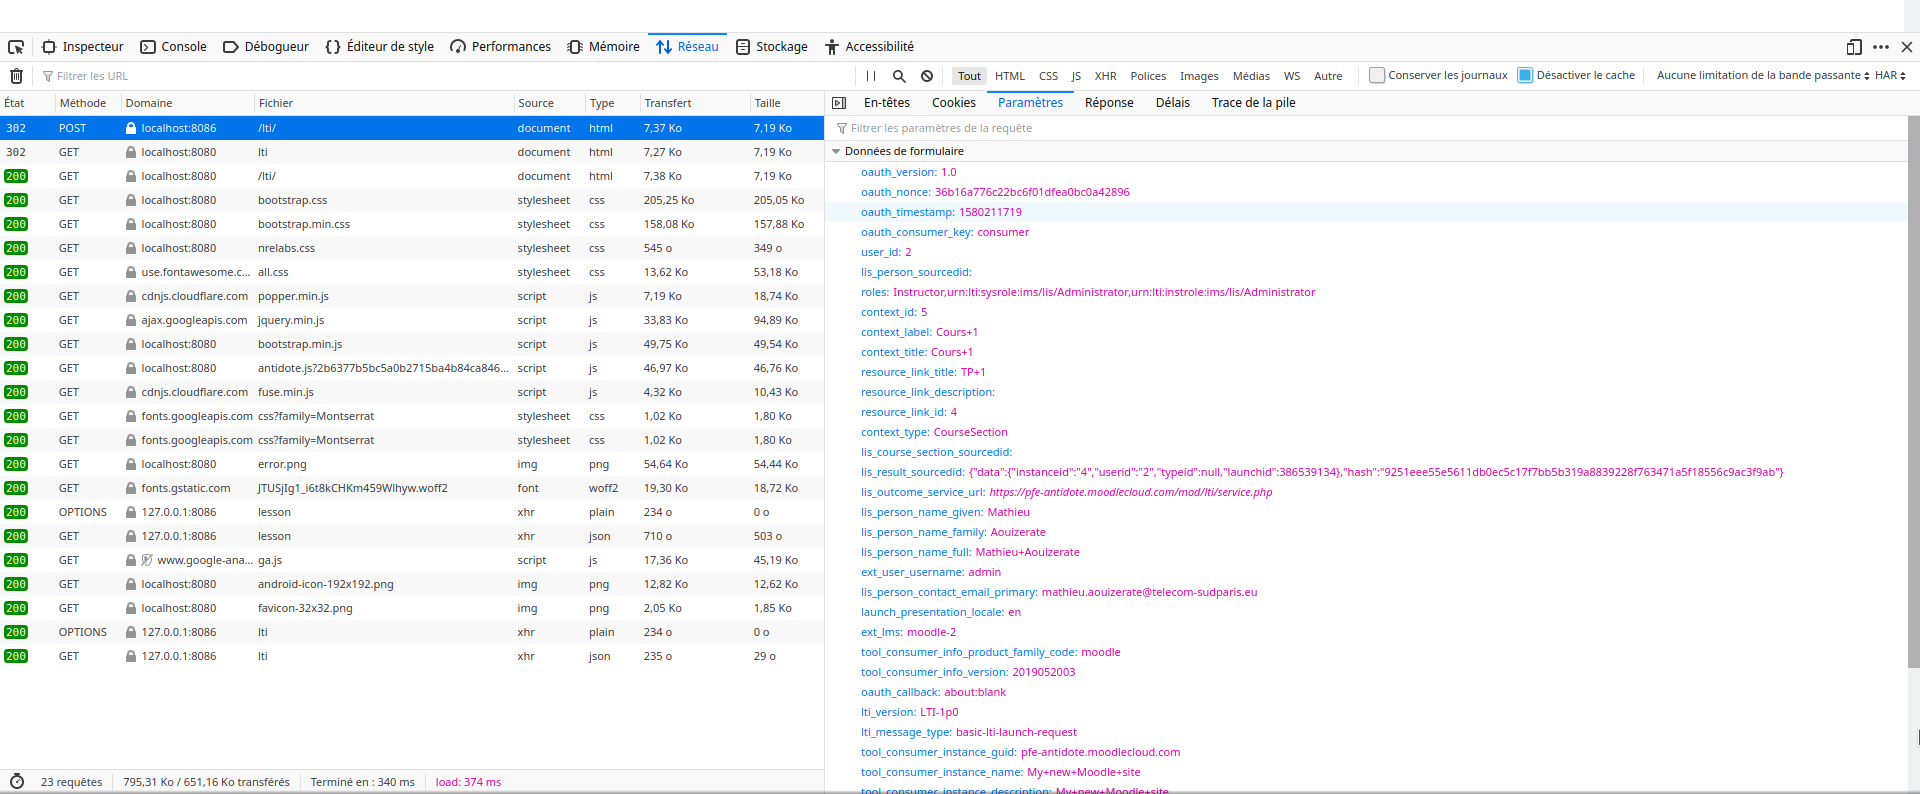 Inspecteur Console Débogueur Éditeur de style Performances Mémoire Réseau Stockage Accessibilité
Filtrer les URL Tout HTML CSS JS XHR Polices Images Médias WS Autre Conserver les journaux Désactiver le cache Aucune limitation de la bande passante HAR
État Méthode Domaine Fichier Source Type Transfert Taille
302 POST localhost:8086 /lti/ document html 7,37 Ko 7,19 Ko
302 GET localhost:8080 lti document html 7,27 Ko 7,19 Ko
200 GET localhost:8080 /lti/ document html 7,38 Ko 7,19 Ko
200 GET localhost:8080 bootstrap.css stylesheet css 205,25 Ko 205,05 Ko
200 GET localhost:8080 bootstrap.min.css stylesheet css 158,08 Ko 157,88 Ko
200 GET localhost:8080 nrelabs.css stylesheet css 545 o 349 o
200 GET use.fontawesome.c... all.css stylesheet css 13,62 Ko 53,18 Ko
200 GET cdnjs.cloudflare.com popper.min.js script js 7,19 Ko 18,74 Ko
200 GET ajax.googleapis.com jquery.min.js script js 33,83 Ko 94,89 Ko
200 GET localhost:8080 bootstrap.min.js script js 49,75 Ko 49,54 Ko
200 GET localhost:8080 antidote.js?2b6377b5bc5a0b2715ba4b84ca846... script js 46,97 Ko 46,76 Ko
200 GET cdnjs.cloudflare.com fuse.min.js script js 4,32 Ko 10,43 Ko
200 GET fonts.googleapis.com css?family=Montserrat stylesheet css 1,02 Ko 1,80 Ko
200 GET fonts.googleapis.com css?family=Montserrat stylesheet css 1,02 Ko 1,80 Ko
200 GET localhost:8080 error.png img png 54,64 Ko 54,44 Ko
200 GET fonts.gstatic.com JTUSjIg1_i6t8kCHKm459Wlhyw.woff2 font woff2 19,30 Ko 18,72 Ko
200 OPTIONS 127.0.0.1:8086 lesson xhr plain 234 o 0 o
200 GET 127.0.0.1:8086 lesson xhr json 710 o 503 o
200 GET www.google-ana... ga.js script js 17,36 Ko 45,19 Ko
200 GET localhost:8080 android-icon-192x192.png img png 12,82 Ko 12,62 Ko
200 GET localhost:8080 favicon-32x32.png img png 2,05 Ko 1,85 Ko
200 OPTIONS 127.0.0.1:8086 lti xhr plain 234 o 0 o
200 GET 127.0.0.1:8086 lti xhr json 235 o 29 o
23 requêtes 795,31 Ko / 651,16 Ko transférés Terminé en : 340 ms load: 374 ms
En-têtes Cookies Paramètres Réponse Délais Trace de la pile
Filtrer les paramètres de la requête
Données de formulaire
oauth_version: 1.0
oauth_nonce: 36b16a776c22bc6f01dfea0bc0a42896
oauth_timestamp: 1580211719
oauth_consumer_key: consumer
user_id: 2
lis_person_sourcedid:
roles: Instructor,urn:lti:sysrole:ims/lis/Administrator,urn:lti:instrole:ims/lis/Administrator
context_id: 5
context_label: Cours+1
context_title: Cours+1
resource_link_title: TP+1
resource_link_description:
resource_link_id: 4
context_type: CourseSection
lis_course_section_sourcedid:
lis_result_sourcedid: {"data":{"instanceid":"4","userid":"2","typeid":null,"launchid":386539134},"hash":"9251eee55e5611db0ec5c17f7bb5b319a8839228f763471a5f18556c9ac3f9ab"}
lis_outcome_service_url: https://pfe-antidote.moodlecloud.com/mod/lti/service.php
lis_person_name_given: Mathieu
lis_person_name_family: Aouizerate
lis_person_name_full: Mathieu+Aouizerate
ext_user_username: admin
lis_person_contact_email_primary: mathieu.aouizerate@telecom-sudparis.eu
launch_presentation_locale: en
ext_lms: moodle-2
tool_consumer_info_product_family_code: moodle
tool_consumer_info_version: 2019052003
oauth_callback: about:blank
lti_version: LTI-1p0
lti_message_type: basic-lti-launch-request
tool_consumer_instance_guid: pfe-antidote.moodlecloud.com
tool_consumer_instance_name: My+new+Moodle+site
tool_consumer_instance_description: My+new+Moodle+site